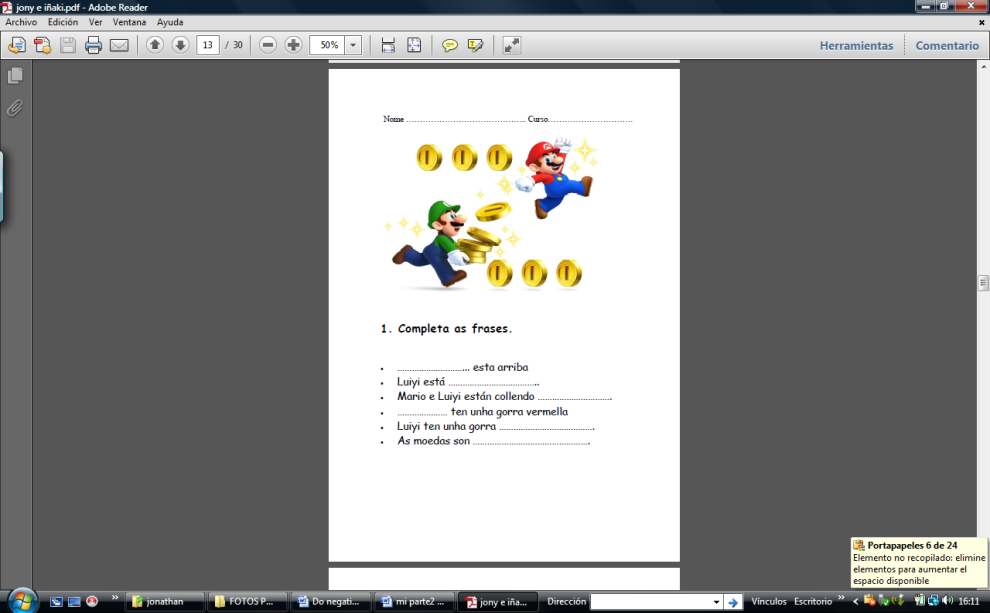 jony e iñaki.pdf - Adobe Reader
Archivo Edición Ver Ventana Ayuda
13 / 30 50% Herramientas Comentario
Nome ................................................ Curso..................................
1. Completa as frases.
• ............................. esta arriba
• Luiyi está ......................................
• Mario e Luiyi están collendo ..............................
• ..................... ten unha gorra vermella
• Luiyi ten unha gorra .......................................
• As moedas son ................................................
Portapapeles 6 de 24
Elemento no recopilado: elimine
elementos para aumentar el
espacio disponible
jonathan FOTOS P... Do negati... mi parte2 ... jony e iña... Dirección Vínculos Escritorio » < 16:11